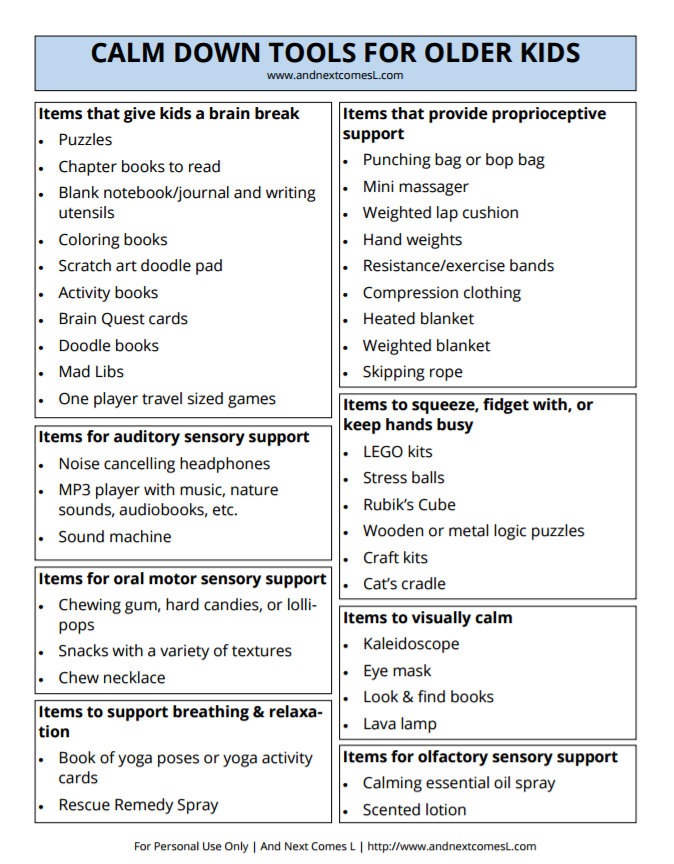 CALM DOWN TOOLS FOR OLDER KIDS
www.andnextcomesL.com
Items that give kids a brain break
• Puzzles
• Chapter books to read
• Blank notebook/journal and writing
utensils
• Coloring books
• Scratch art doodle pad
• Activity books
• Brain Quest cards
• Doodle books
• Mad Libs
• One player travel sized games
Items for auditory sensory support
• Noise cancelling headphones
• MP3 player with music, nature
sounds, audiobooks, etc.
• Sound machine
Items for oral motor sensory support
• Chewing gum, hard candies, or lolli-
pops
• Snacks with a variety of textures
• Chew necklace
Items to support breathing & relaxa-
tion
• Book of yoga poses or yoga activity
cards
• Rescue Remedy Spray
Items that provide proprioceptive
support
• Punching bag or bop bag
• Mini massager
• Weighted lap cushion
• Hand weights
• Resistance/exercise bands
• Compression clothing
• Heated blanket
• Weighted blanket
• Skipping rope
Items to squeeze, fidget with, or
keep hands busy
• LEGO kits
• Stress balls
• Rubik's Cube
• Wooden or metal logic puzzles
• Craft kits
• Cat's cradle
Items to visually calm
• Kaleidoscope
• Eye mask
• Look & find books
• Lava lamp
Items for olfactory sensory support
• Calming essential oil spray
• Scented lotion
For Personal Use Only | And Next Comes L | http://www.andnextcomesL.com